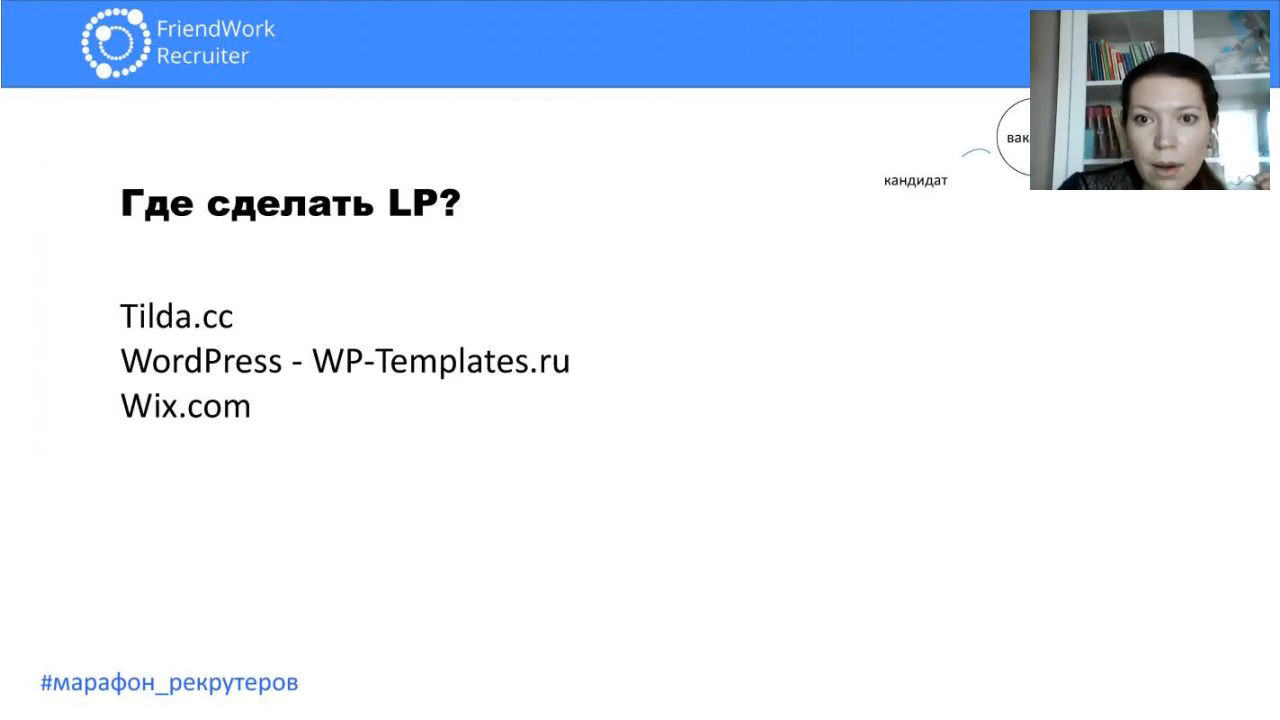 FriendWork
Recruiter
кандидат
Где сделать LP?
Tilda.cc
WordPress - WP-Templates.ru
Wix.com
#марафон_рекрутеров